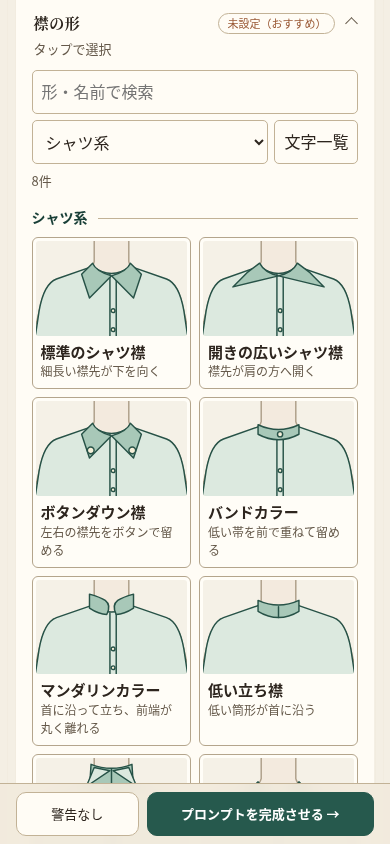 襟の形
未設定（おすすめ）
タップで選択
形・名前で検索
シャツ系
文字一覧
8件
シャツ系
標準のシャツ襟
細長い襟先が下を向く
開きの広いシャツ襟
襟先が肩の方へ開く
ボタンダウン襟
左右の襟先をボタンで留
める
バンドカラー
低い帯を前で重ねて留め
る
マンダリンカラー
首に沿って立ち、前端が
丸く離れる
低い立ち襟
低い筒形が首に沿う
警告なし
プロンプトを完成させる →